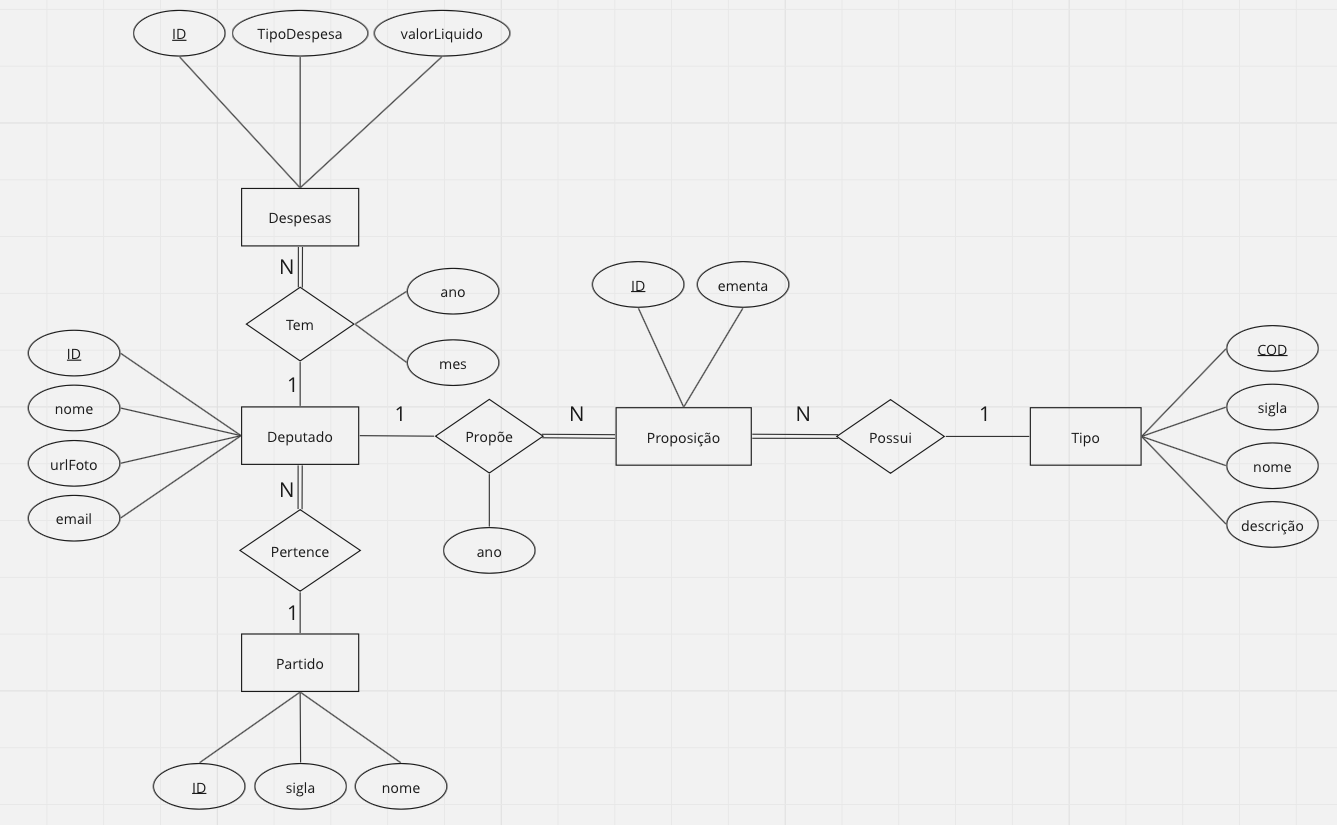 ID
TipoDespesa
valorLiquido
Despesas
N
Tem
ano
mes
1
ID
nome
urlFoto
email
Deputado
1
Propõe
N
ano
ID
ementa
Proposição
N
Possui
1
Tipo
COD
sigla
nome
descrição
N
Pertence
1
Partido
ID
sigla
nome